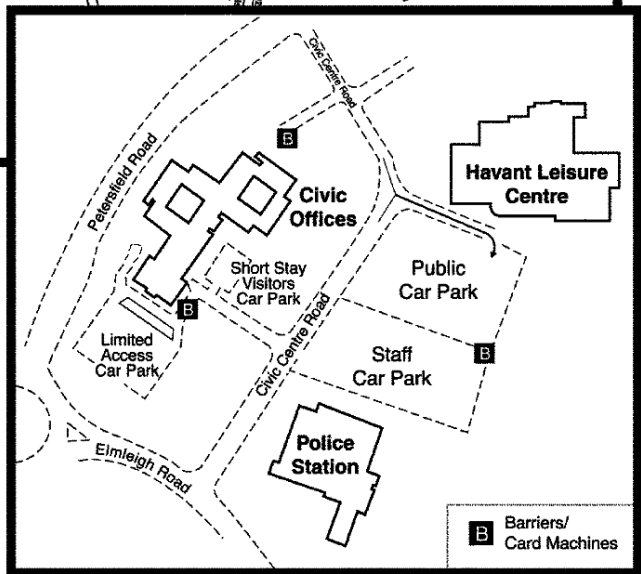 Civic Centre Road
B
Petersfield Road
Havant Leisure
Centre
Civic
Offices
Short Stay
Visitors
Car Park
Public
Car Park
B
Limited
Access
Car Park
Civic Centre Road
Staff
Car Park
B
Elmleigh Road
Police
Station
B
Barriers/
Card Machines